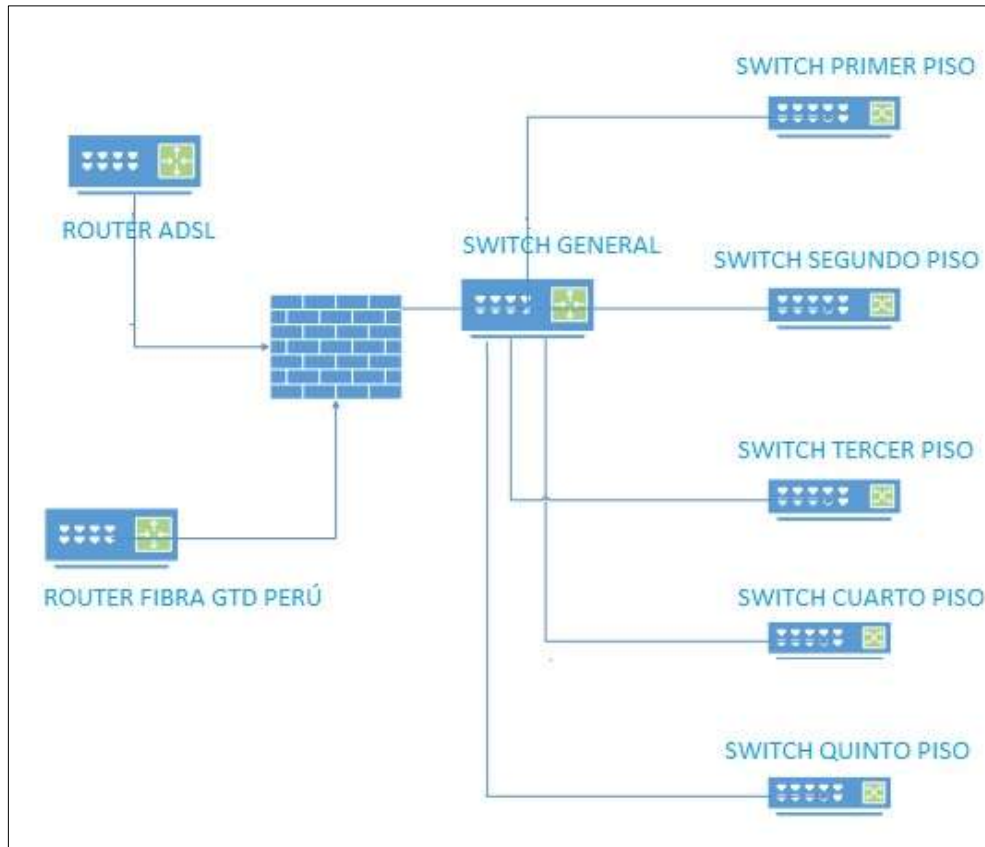 SWITCH PRIMER PISO
ROUTER ADSL
SWITCH GENERAL
SWITCH SEGUNDO PISO
SWITCH TERCER PISO
ROUTER FIBRA GTD PERÚ
SWITCH CUARTO PISO
SWITCH QUINTO PISO